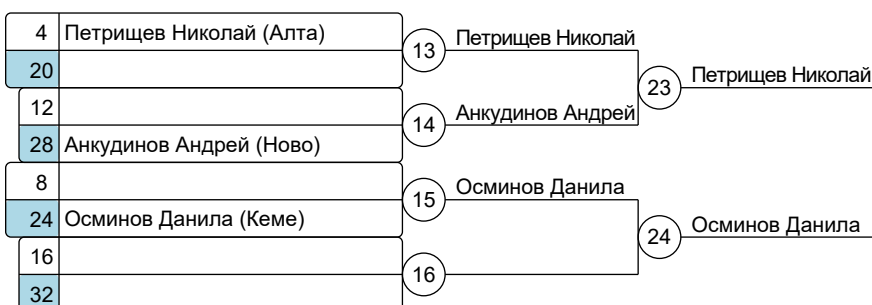 4 Петрищев Николай (Алта)
13 Петрищев Николай
20
23 Петрищев Николай
12
14 Анкудинов Андрей
28 Анкудинов Андрей (Ново)
8
15 Осминов Данила
24 Осминов Данила (Кеме)
24 Осминов Данила
16
16
32